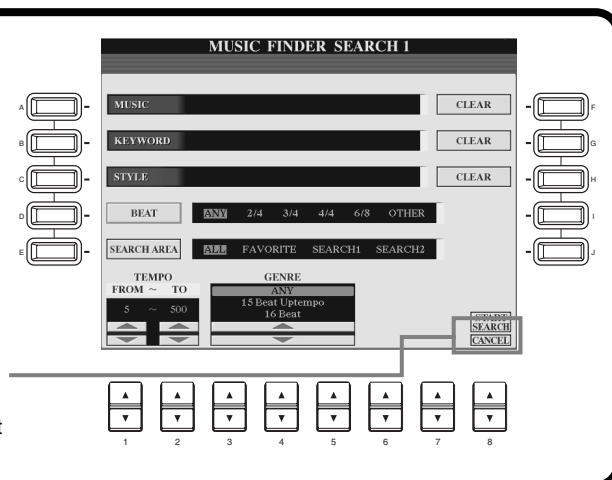 MUSIC FINDER SEARCH 1
A MUSIC CLEAR F
B KEYWORD CLEAR G
C STYLE CLEAR H
D BEAT ANY 2/4 3/4 4/4 6/8 OTHER I
E SEARCH AREA ALL FAVORITE SEARCH1 SEARCH2 J
TEMPO GENRE
FROM ~ TO ANY
5 ~ 500 15 Beat Uptempo
16 Beat
START
SEARCH
CANCEL
t
1 2 3 4 5 6 7 8